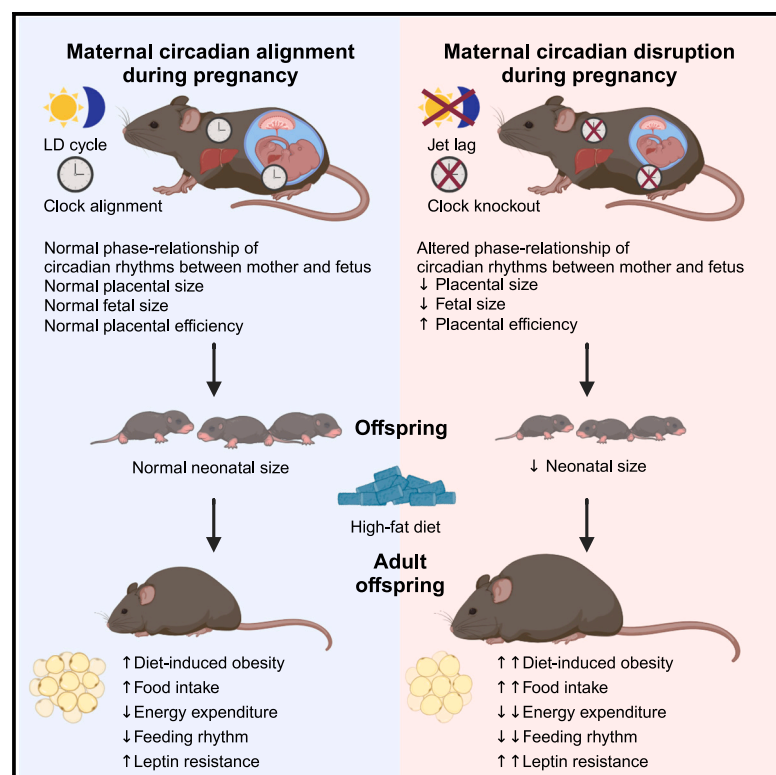 Maternal circadian alignment
during pregnancy
LD cycle
Clock alignment
Normal phase-relationship of
circadian rhythms between mother and fetus
Normal placental size
Normal fetal size
Normal placental efficiency
Maternal circadian disruption
during pregnancy
Jet lag
Clock knockout
Altered phase-relationship of
circadian rhythms between mother and fetus
↓ Placental size
↓ Fetal size
↑ Placental efficiency
Offspring
Normal neonatal size
↓ Neonatal size
High-fat diet
Adult
offspring
↑Diet-induced obesity
↑Food intake
↓Energy expenditure
↓Feeding rhythm
↑Leptin resistance
↑↑Diet-induced obesity
↑↑Food intake
↓↓Energy expenditure
↓↓Feeding rhythm
↑↑Leptin resistance